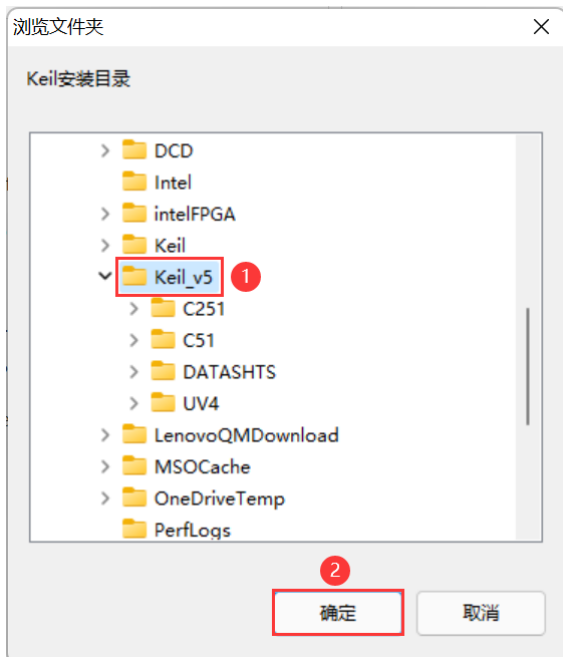 浏览文件夹
Keil安装目录
DCD
Intel
intelFPGA
Keil
Keil_v5 1
C251
C51
DATASHTS
UV4
LenovoQMDownload
MSOCache
OneDriveTemp
PerfLogs
2
确定 取消